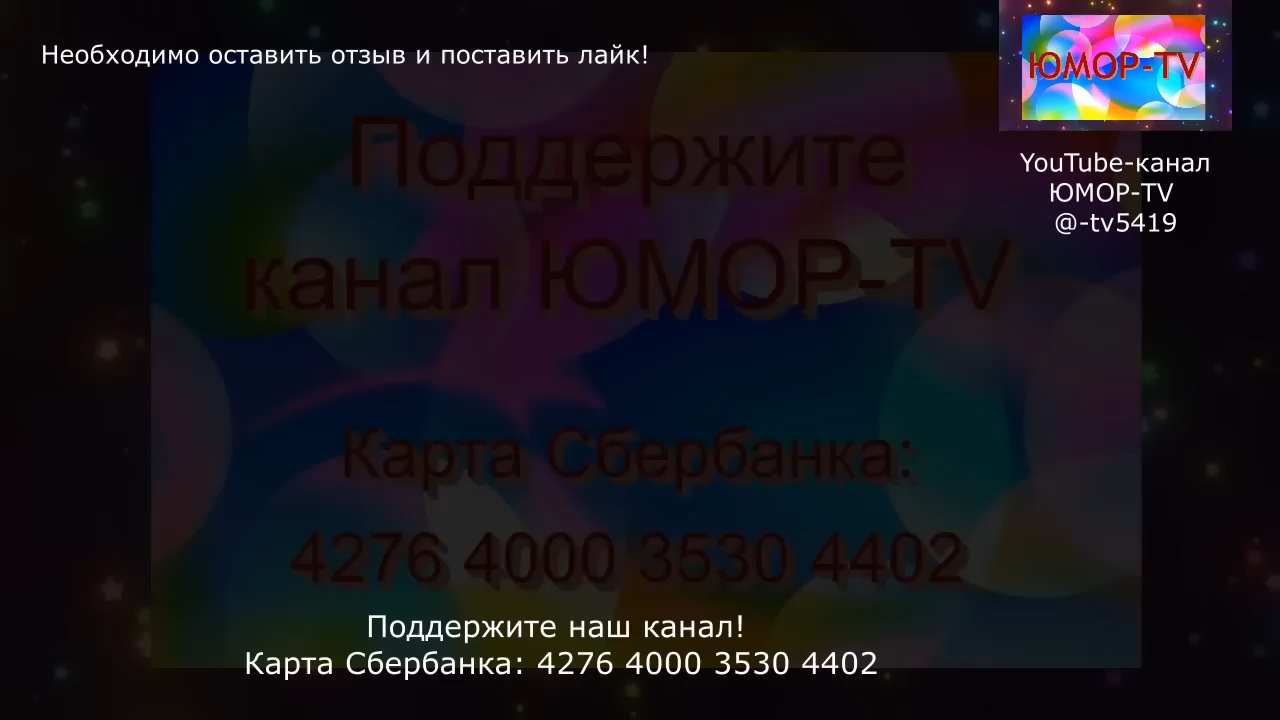 Необходимо оставить отзыв и поставить лайк!
ЮМОР-TV
YouTube-канал
ЮМОР-TV
@-tv5419
Поддержите
канал ЮМОР-TV
Карта Сбербанка:
4276 4000 3530 4402
Поддержите наш канал!
Карта Сбербанка: 4276 4000 3530 4402